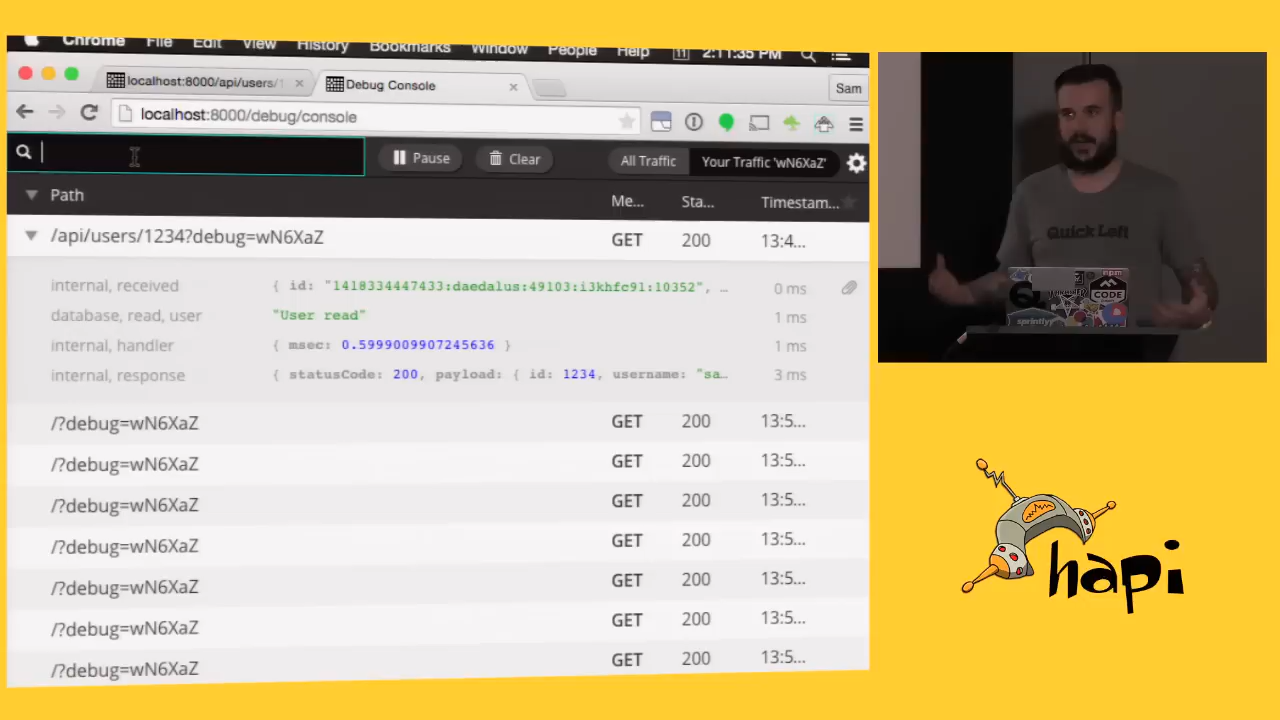 Chrome File Edit View History Bookmarks Window People Help 11 2:11:35 PM
localhost:8000/api/users/1 Debug Console Sam
localhost:8000/debug/console
Pause Clear All Traffic Your Traffic 'wN6XaZ'
Path Me... Sta... Timestam...
/api/users/1234?debug=wN6XaZ GET 200 13:4...
internal, received { id: "1418334447433:daedalus:49103:i3khfc91:10352", … 0 ms
database, read, user "User read" 1 ms
internal, handler { msec: 0.5999009907245636 } 1 ms
internal, response { statusCode: 200, payload: { id: 1234, username: "sa… 3 ms
/?debug=wN6XaZ GET 200 13:5...
/?debug=wN6XaZ GET 200 13:5...
/?debug=wN6XaZ GET 200 13:5...
/?debug=wN6XaZ GET 200 13:5...
/?debug=wN6XaZ GET 200 13:5...
/?debug=wN6XaZ GET 200 13:5...
/?debug=wN6XaZ GET 200 13:5...
Quick Left
CODE
sprintly
hapi